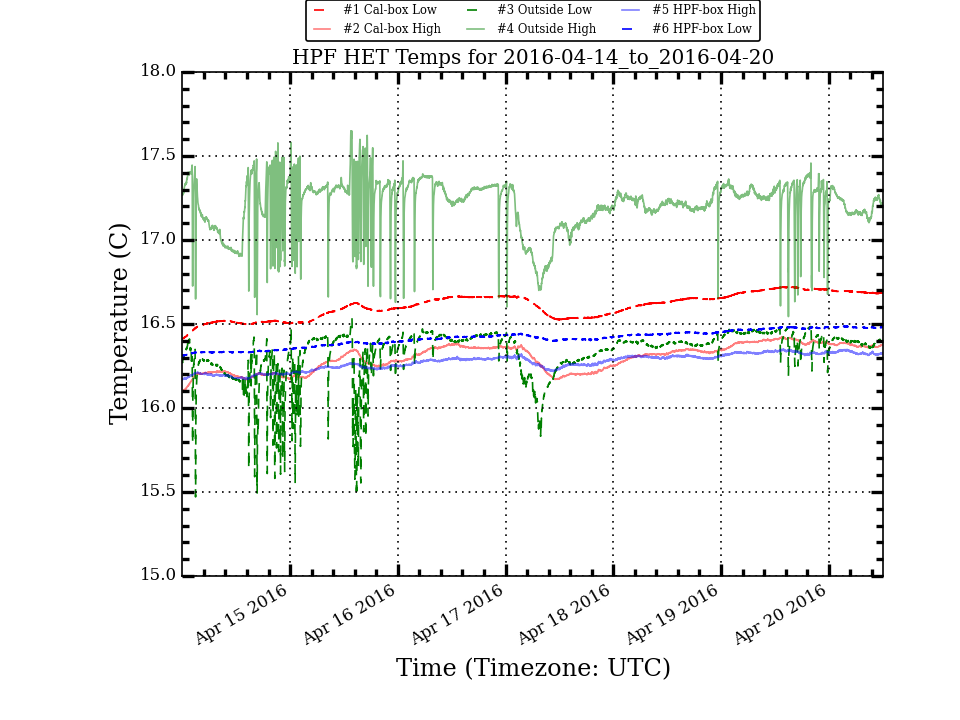 #1 Cal-box Low #3 Outside Low #5 HPF-box High
#2 Cal-box High #4 Outside High #6 HPF-box Low
HPF HET Temps for 2016-04-14_to_2016-04-20
18.0
17.5
17.0
16.5
16.0
15.5
15.0
Temperature (C)
Apr 15 2016 Apr 16 2016 Apr 17 2016 Apr 18 2016 Apr 19 2016 Apr 20 2016
Time (Timezone: UTC)